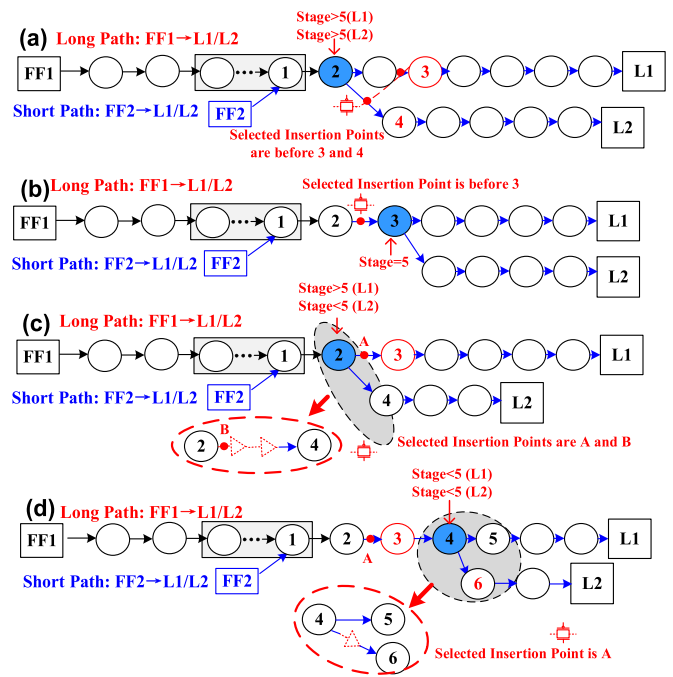 Stage>5(L1)
Stage>5(L2)
(a)
Long Path: FF1→L1/L2
FF1
1
2
3
L1
Short Path: FF2→L1/L2
FF2
4
L2
Selected Insertion Points
are before 3 and 4
(b)
Long Path: FF1→L1/L2
Selected Insertion Point is before 3
FF1
1
2
3
L1
Short Path: FF2→L1/L2
FF2
Stage=5
L2
Stage>5 (L1)
Stage<5 (L2)
(c)
Long Path: FF1→L1/L2
FF1
1
2
A
3
L1
Short Path: FF2→L1/L2
FF2
4
L2
B
2
4
Selected Insertion Points are A and B
Stage<5 (L1)
Stage<5 (L2)
(d)
Long Path: FF1→L1/L2
FF1
1
2
A
3
4
5
L1
Short Path: FF2→L1/L2
FF2
6
L2
4
5
6
Selected Insertion Point is A